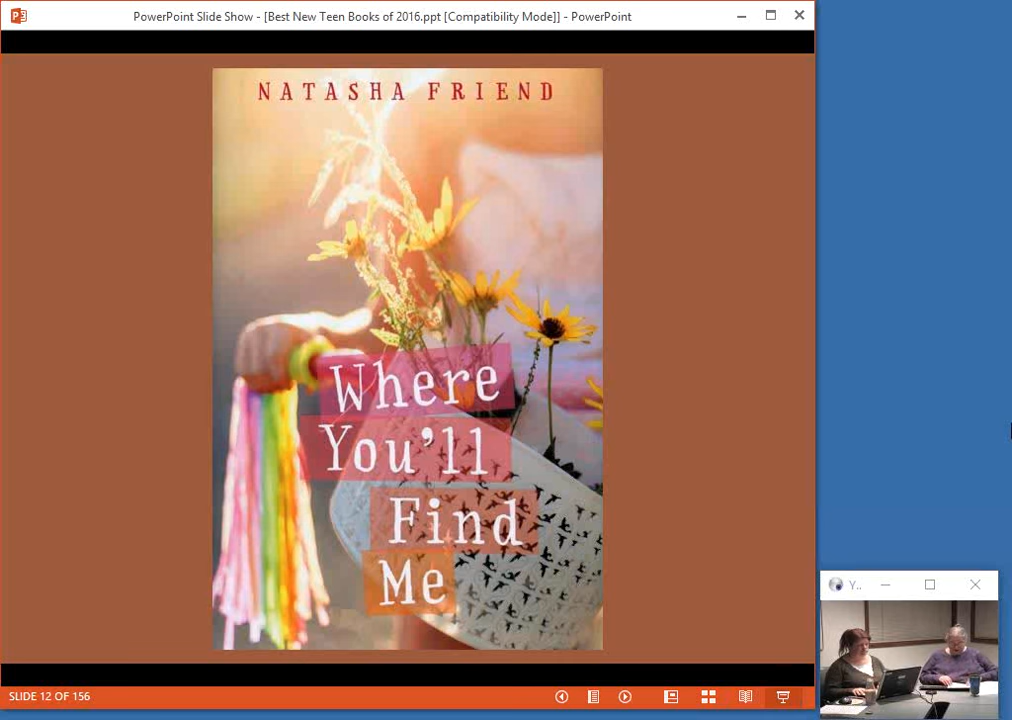 PowerPoint Slide Show - [Best New Teen Books of 2016.ppt [Compatibility Mode]] - PowerPoint
NATASHA FRIEND
Where
You'll
Find
Me
Y..
SLIDE 12 OF 156